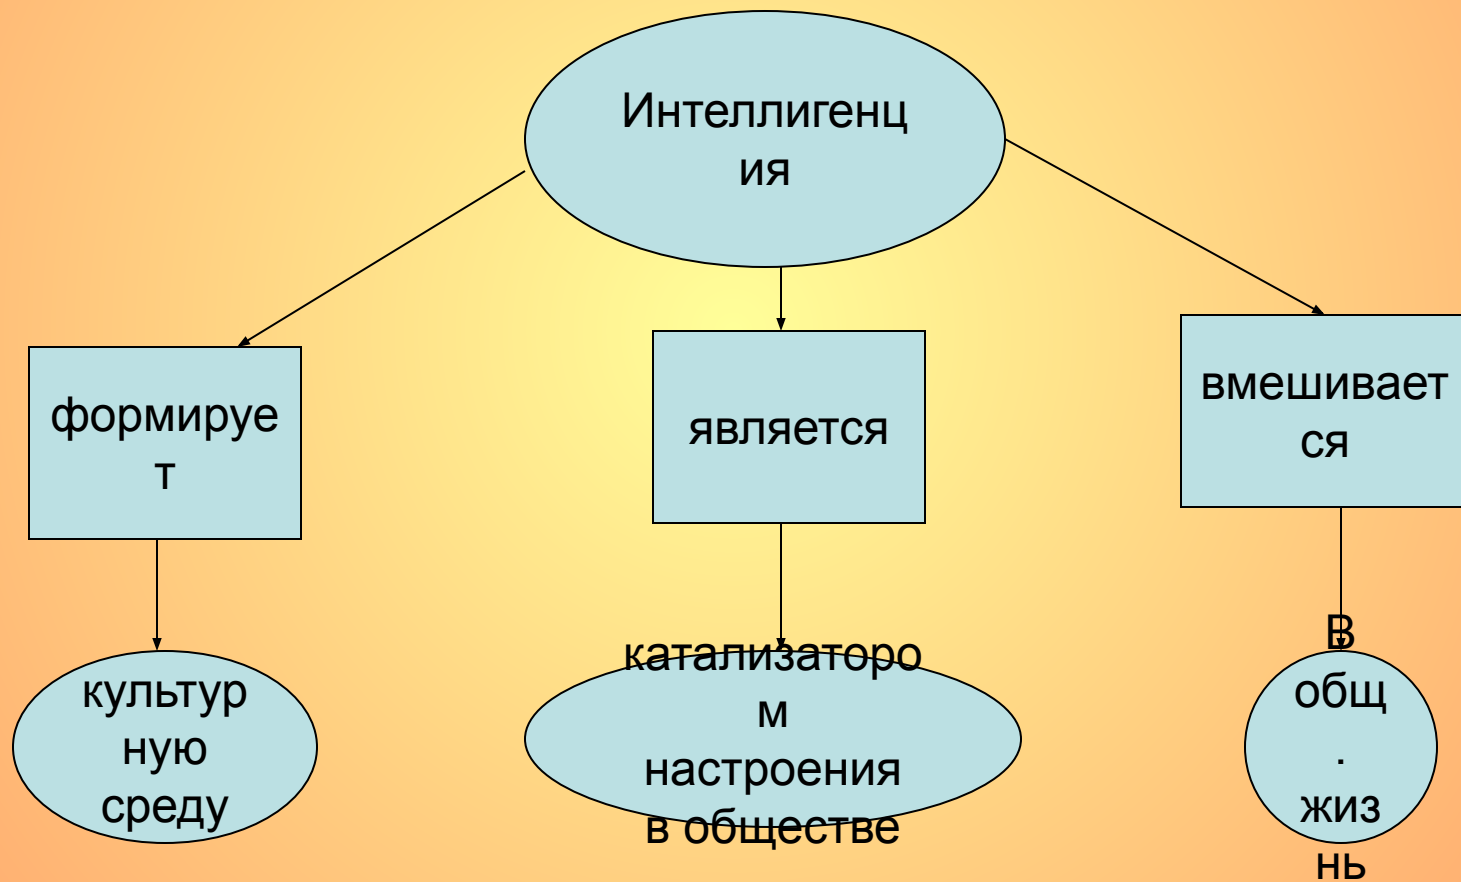 Интеллигенц
ия
формируе
т
является
вмешивает
ся
культур
ную
среду
катализаторо
м
настроения
в обществе
В
общ
.
жиз
нь